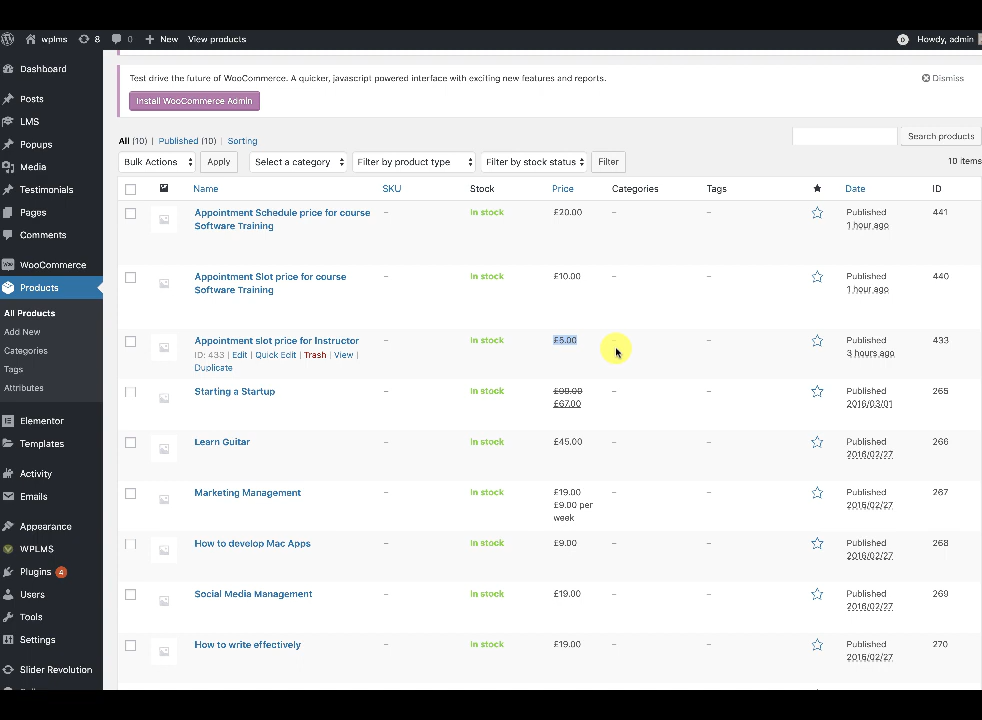 wplms 8 0 New View products Howdy, admin
Dashboard
Posts
LMS
Popups
Media
Testimonials
Pages
Comments
WooCommerce
Products
All Products
Add New
Categories
Tags
Attributes
Elementor
Templates
Activity
Emails
Appearance
WPLMS
Plugins 4
Users
Tools
Settings
Slider Revolution
Test drive the future of WooCommerce. A quicker, javascript powered interface with exciting new features and reports. Dismiss
Install WooCommerce Admin
All (10) | Published (10) | Sorting
Search products
Bulk Actions Apply Select a category Filter by product type Filter by stock status Filter
10 items
Name SKU Stock Price Categories Tags ★ Date ID
Appointment Schedule price for course – In stock £20.00 – – Published 441
Software Training 1 hour ago
Appointment Slot price for course – In stock £10.00 – – Published 440
Software Training 1 hour ago
Appointment slot price for Instructor – In stock £5.00 – – Published 433
ID: 433 | Edit | Quick Edit | Trash | View | 3 hours ago
Duplicate
Starting a Startup – In stock £99.00 – – Published 265
£67.00 2016/03/01
Learn Guitar – In stock £45.00 – – Published 266
2016/02/27
Marketing Management – In stock £19.00 – – Published 267
£9.00 per 2016/02/27
week
How to develop Mac Apps – In stock £9.00 – – Published 268
2016/02/27
Social Media Management – In stock £19.00 – – Published 269
2016/02/27
How to write effectively – In stock £19.00 – – Published 270
2016/02/27